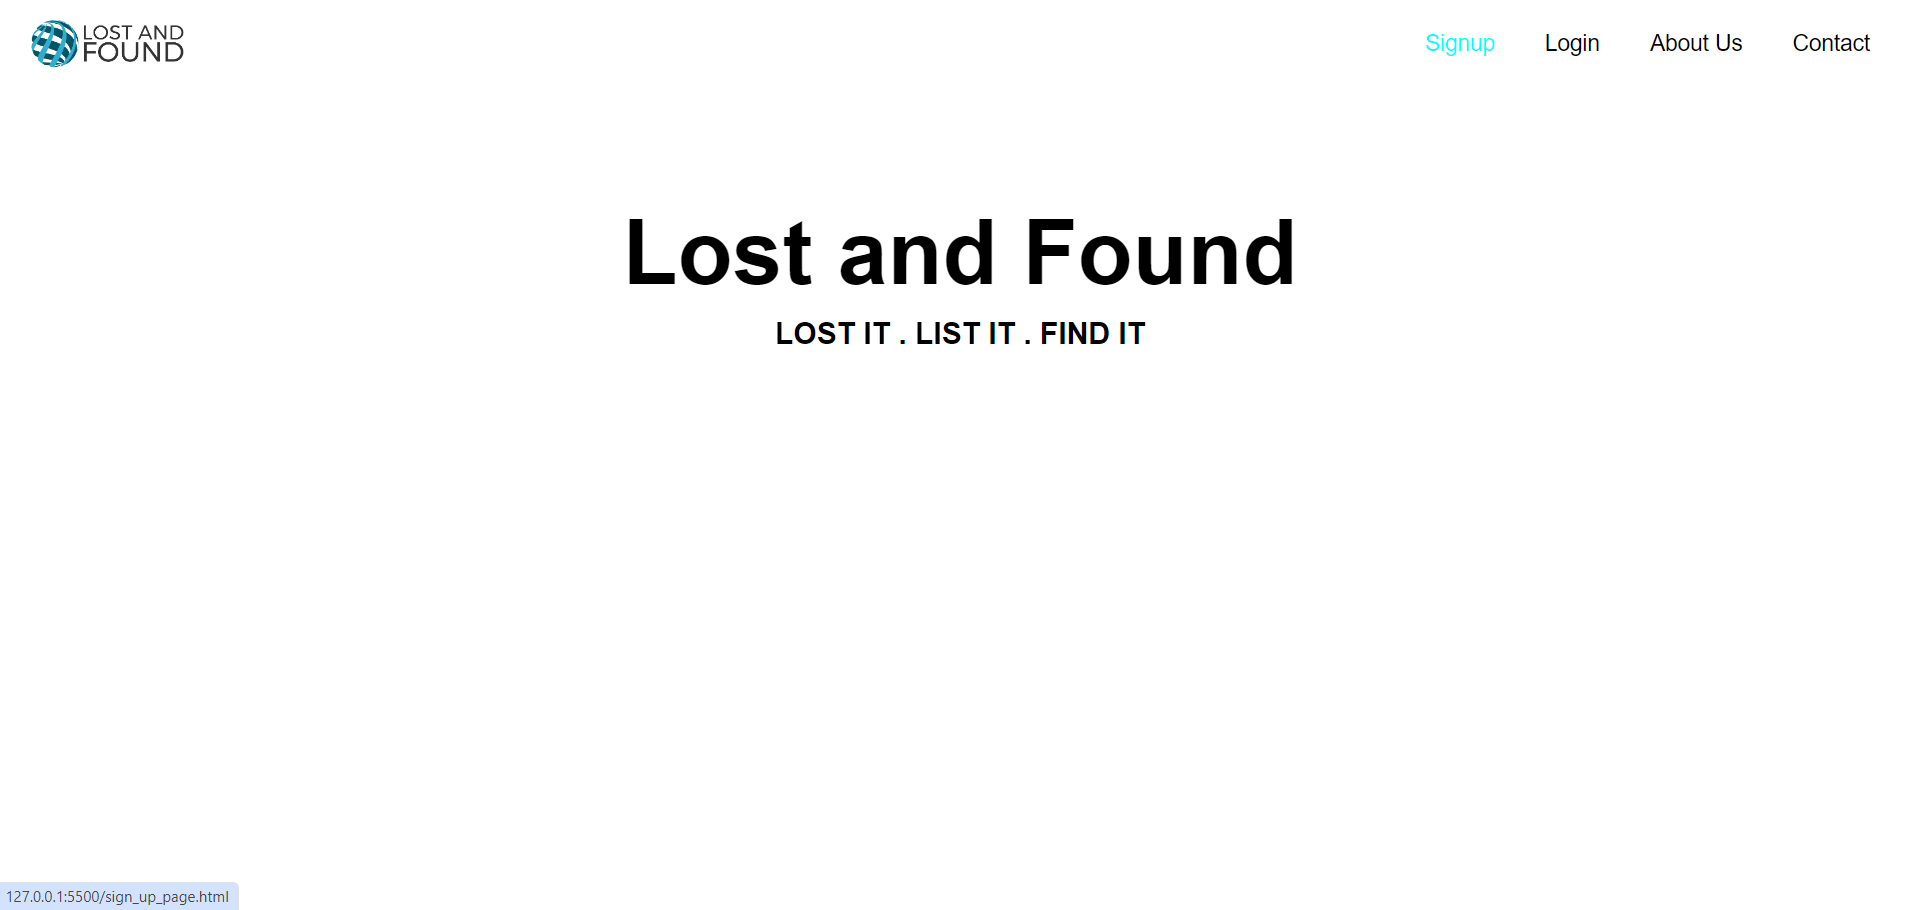 LOST AND
FOUND
Signup Login About Us Contact
Lost and Found
LOST IT . LIST IT . FIND IT
127.0.0.1:5500/sign_up_page.html